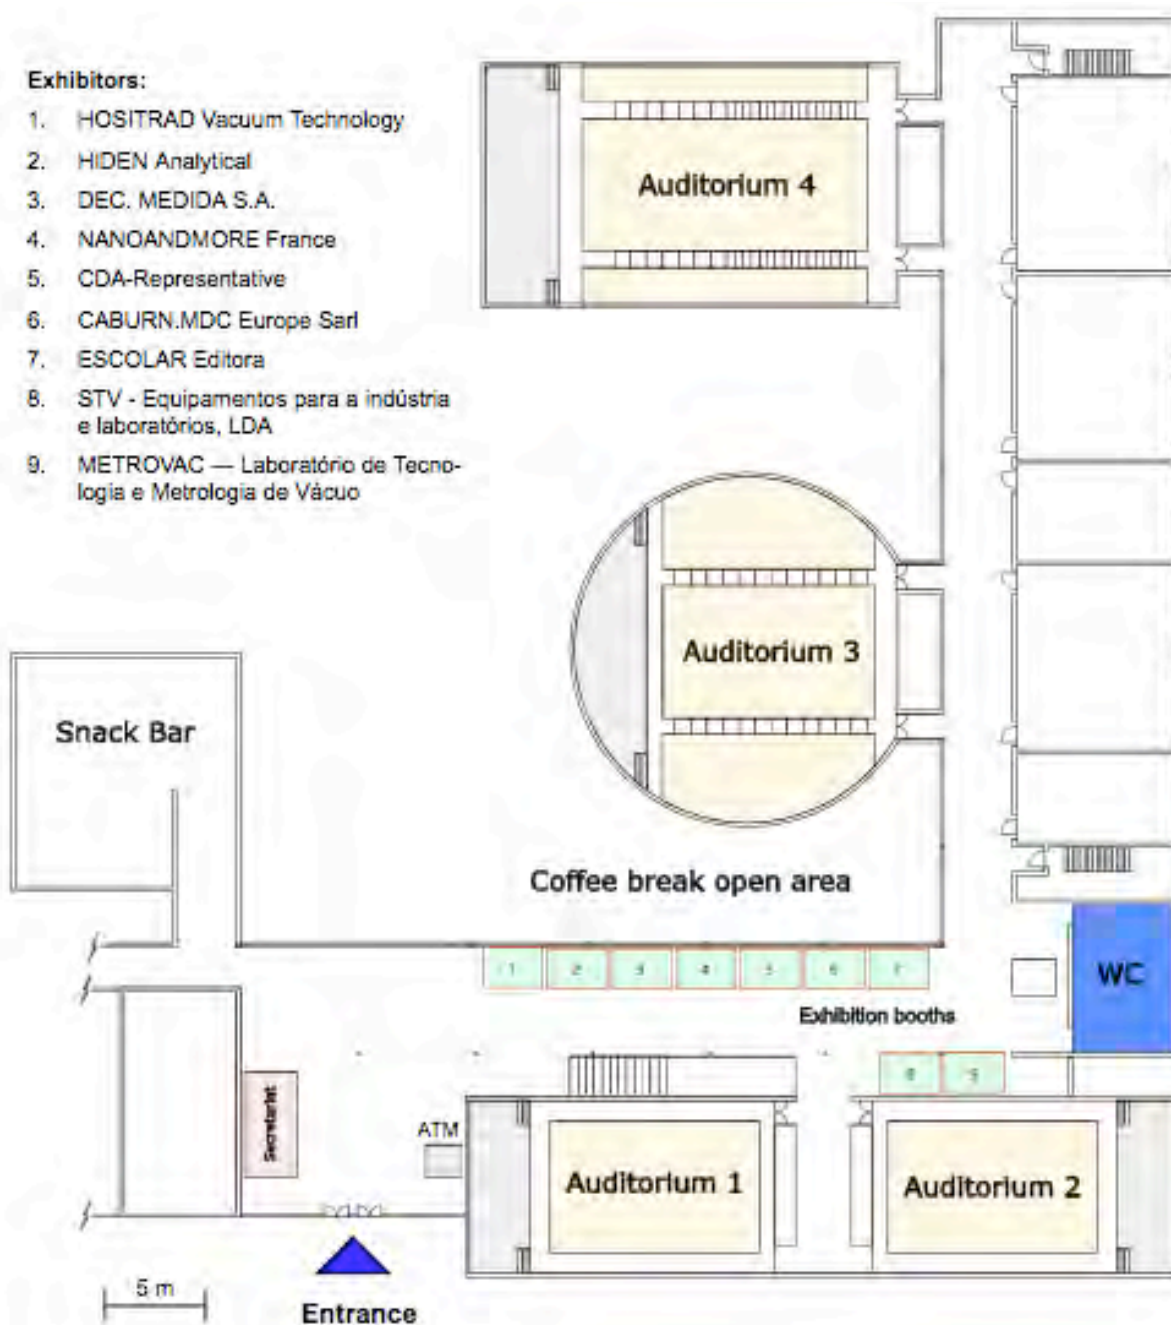 Exhibitors:
1. HOSITRAD Vacuum Technology
2. HIDEN Analytical
3. DEC. MEDIDA S.A.
4. NANOANDMORE France
5. CDA-Representative
6. CABURN.MDC Europe Sarl
7. ESCOLAR Editora
8. STV - Equipamentos para a indústria
e laboratórios, LDA
9. METROVAC — Laboratório de Tecno-
logia e Metrologia de Vácuo
Auditorium 4
Auditorium 3
Snack Bar
Coffee break open area
1 2 3 4 5 6 7
WC
Exhibition booths
8 9
Secretariat
ATM
Auditorium 1
Auditorium 2
5 m
Entrance